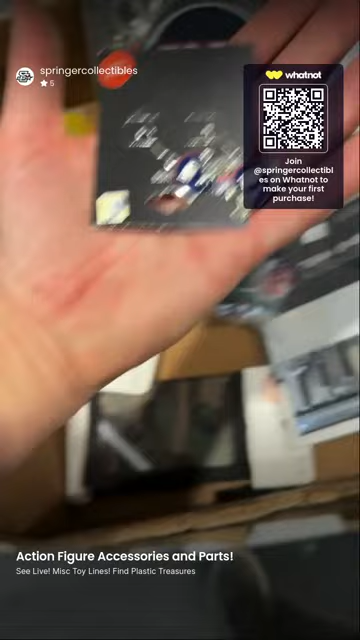 springercollectibles
5
whatnot
Join
@springercollectibl
es on Whatnot to
make your first
purchase!
Action Figure Accessories and Parts!
See Live! Misc Toy Lines! Find Plastic Treasures